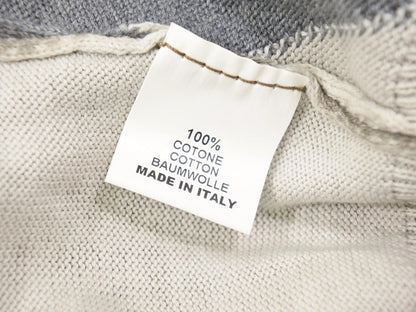 100%
COTONE
COTTON
BAUMWOLLE
MADE IN ITALY